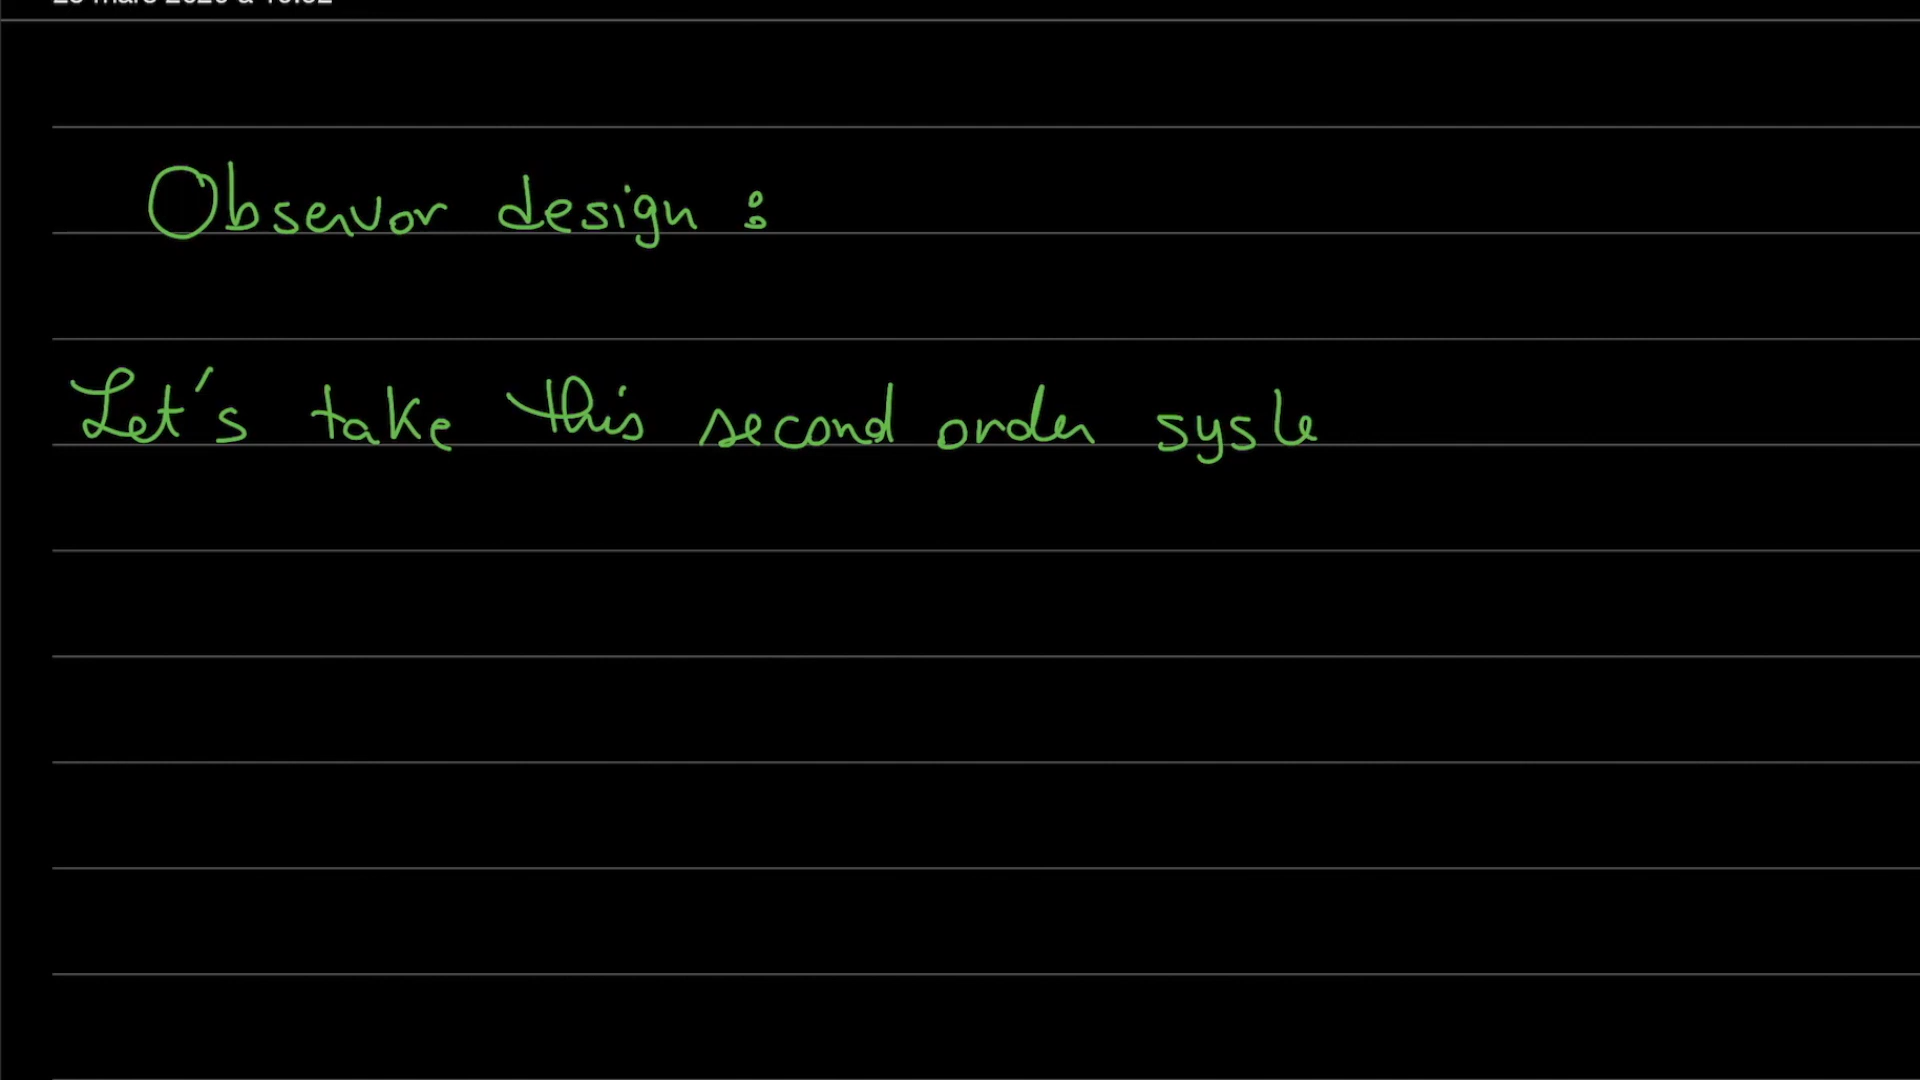 Observor design :
Let's take this second order syste